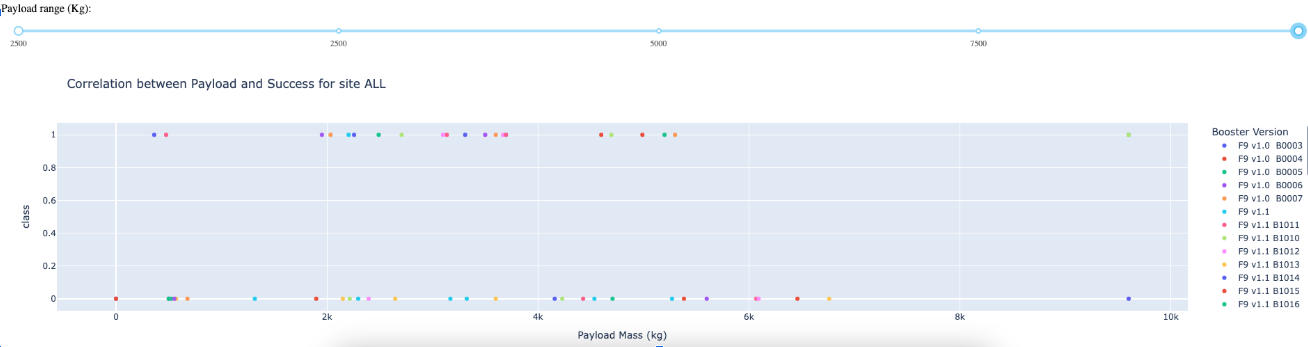 Payload range (Kg):
2500 2500 5000 7500
Correlation between Payload and Success for site ALL
1
0.8
0.6
0.4
0.2
0
class
0 2k 4k 6k 8k 10k
Payload Mass (kg)
Booster Version
F9 v1.0 B0003
F9 v1.0 B0004
F9 v1.0 B0005
F9 v1.0 B0006
F9 v1.0 B0007
F9 v1.1
F9 v1.1 B1011
F9 v1.1 B1010
F9 v1.1 B1012
F9 v1.1 B1013
F9 v1.1 B1014
F9 v1.1 B1015
F9 v1.1 B1016